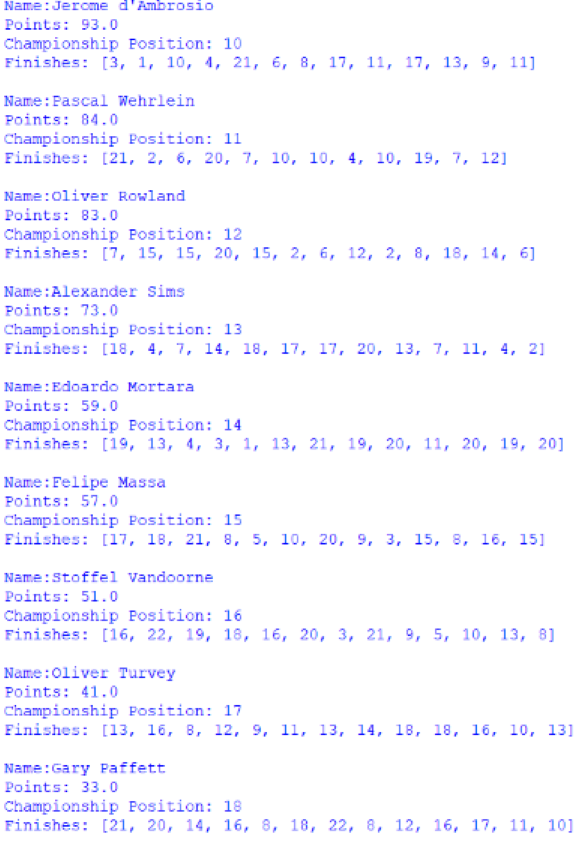 Name:Jerome d'Ambrosio
Points: 93.0
Championship Position: 10
Finishes: [3, 1, 10, 4, 21, 6, 8, 17, 11, 17, 13, 9, 11]
Name:Pascal Wehrlein
Points: 84.0
Championship Position: 11
Finishes: [21, 2, 6, 20, 7, 10, 10, 4, 10, 19, 7, 12]
Name:Oliver Rowland
Points: 83.0
Championship Position: 12
Finishes: [7, 15, 15, 20, 15, 2, 6, 12, 2, 8, 18, 14, 6]
Name:Alexander Sims
Points: 73.0
Championship Position: 13
Finishes: [18, 4, 7, 14, 18, 17, 17, 20, 13, 7, 11, 4, 2]
Name:Edoardo Mortara
Points: 59.0
Championship Position: 14
Finishes: [19, 13, 4, 3, 1, 13, 21, 19, 20, 11, 20, 19, 20]
Name:Felipe Massa
Points: 57.0
Championship Position: 15
Finishes: [17, 18, 21, 8, 5, 10, 20, 9, 3, 15, 8, 16, 15]
Name:Stoffel Vandoorne
Points: 51.0
Championship Position: 16
Finishes: [16, 22, 19, 18, 16, 20, 3, 21, 9, 5, 10, 13, 8]
Name:Oliver Turvey
Points: 41.0
Championship Position: 17
Finishes: [13, 16, 8, 12, 9, 11, 13, 14, 18, 18, 16, 10, 13]
Name:Gary Paffett
Points: 33.0
Championship Position: 18
Finishes: [21, 20, 14, 16, 8, 18, 22, 8, 12, 16, 17, 11, 10]